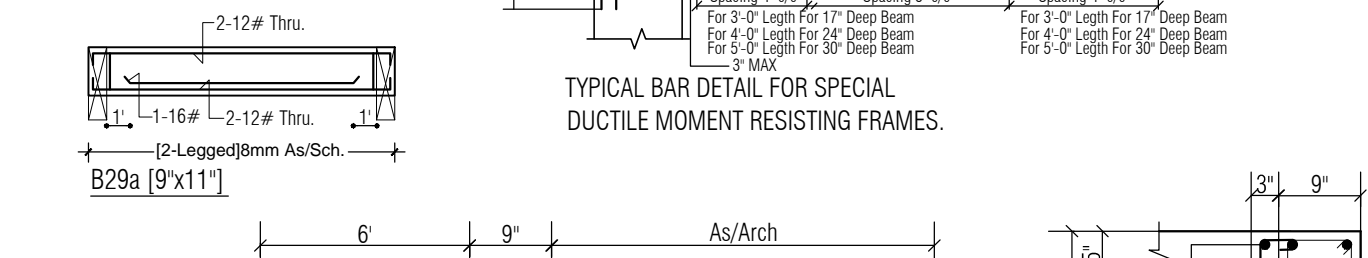 2-12# Thru.
1'
1-16#
2-12# Thru.
1'
[2-Legged]8mm As/Sch.
B29a [9"x11"]
For 3'-0" Legth For 17" Deep Beam
For 4'-0" Legth For 24" Deep Beam
For 5'-0" Legth For 30" Deep Beam
3" MAX
For 3'-0" Legth For 17" Deep Beam
For 4'-0" Legth For 24" Deep Beam
For 5'-0" Legth For 30" Deep Beam
TYPICAL BAR DETAIL FOR SPECIAL
DUCTILE MOMENT RESISTING FRAMES.
6'
9"
As/Arch
3"
9"